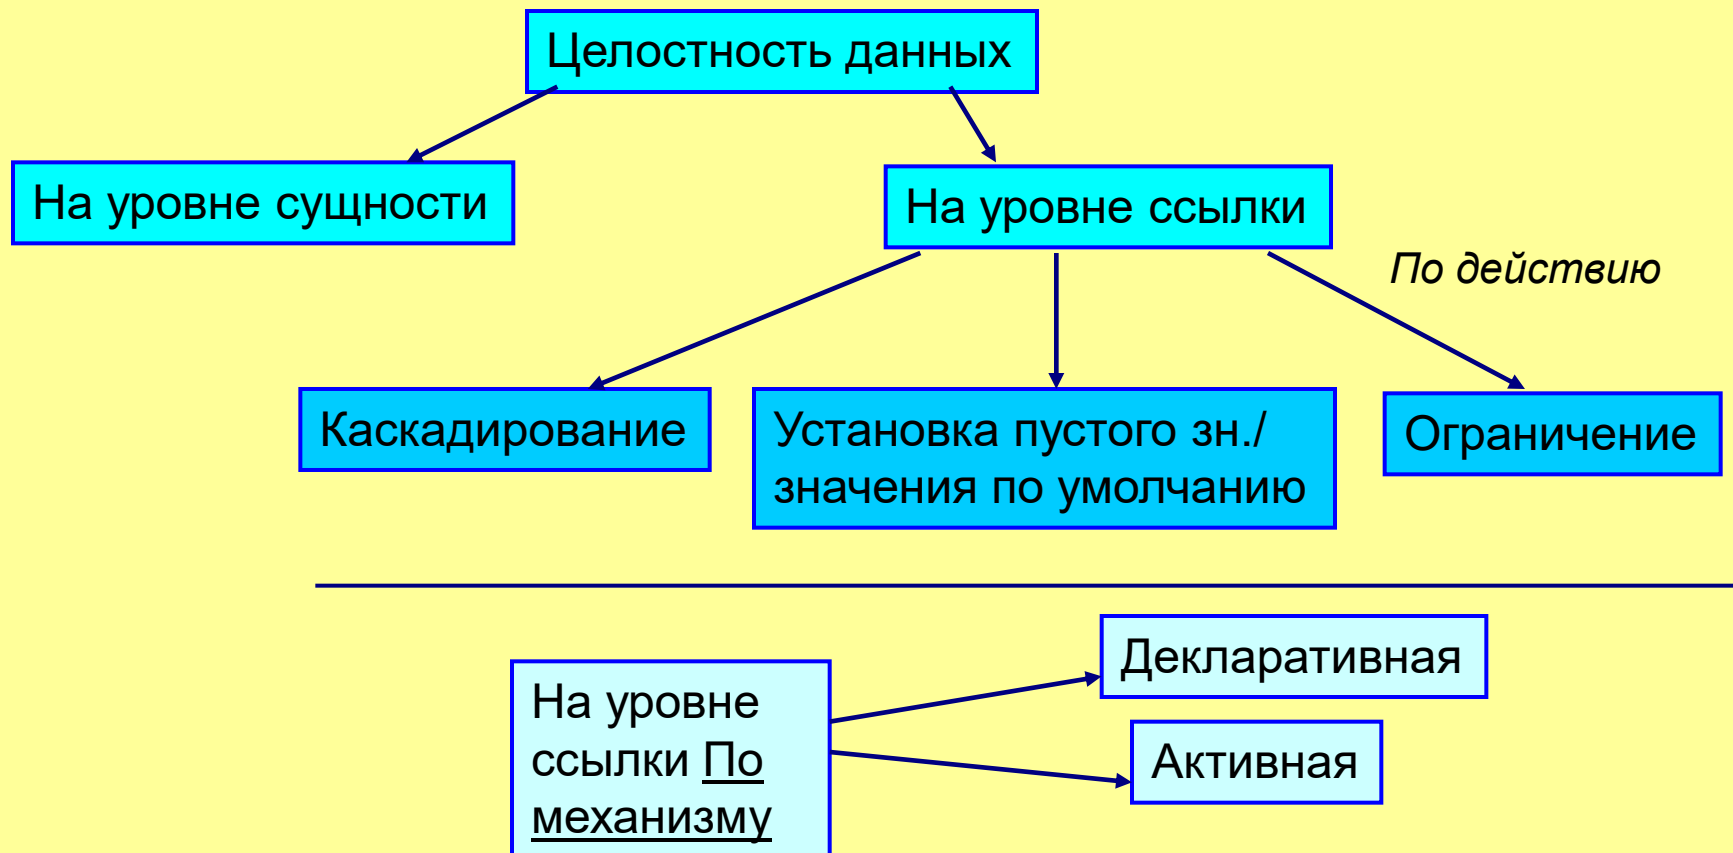 Целостность данных
На уровне сущности
На уровне ссылки
По действию
Каскадирование
Установка пустого зн./
значения по умолчанию
Ограничение
На уровне
ссылки По
механизму
Декларативная
Активная